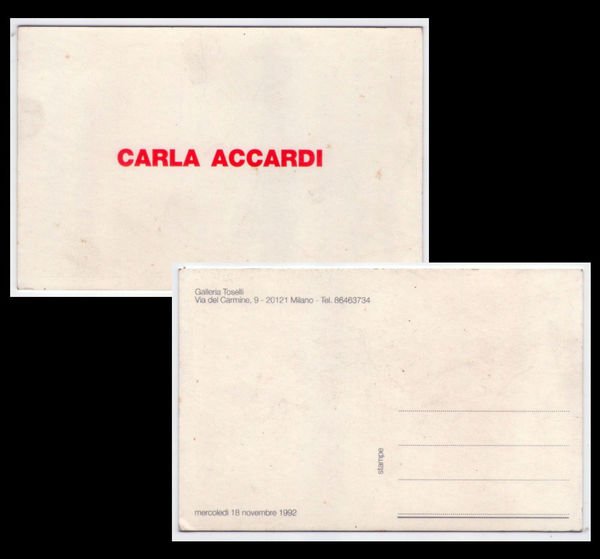 CARLA ACCARDI
Galleria Toselli
Via del Carmine, 9 - 20121 Milano - Tel. 86463734
stampe
mercoledì 18 novembre 1992